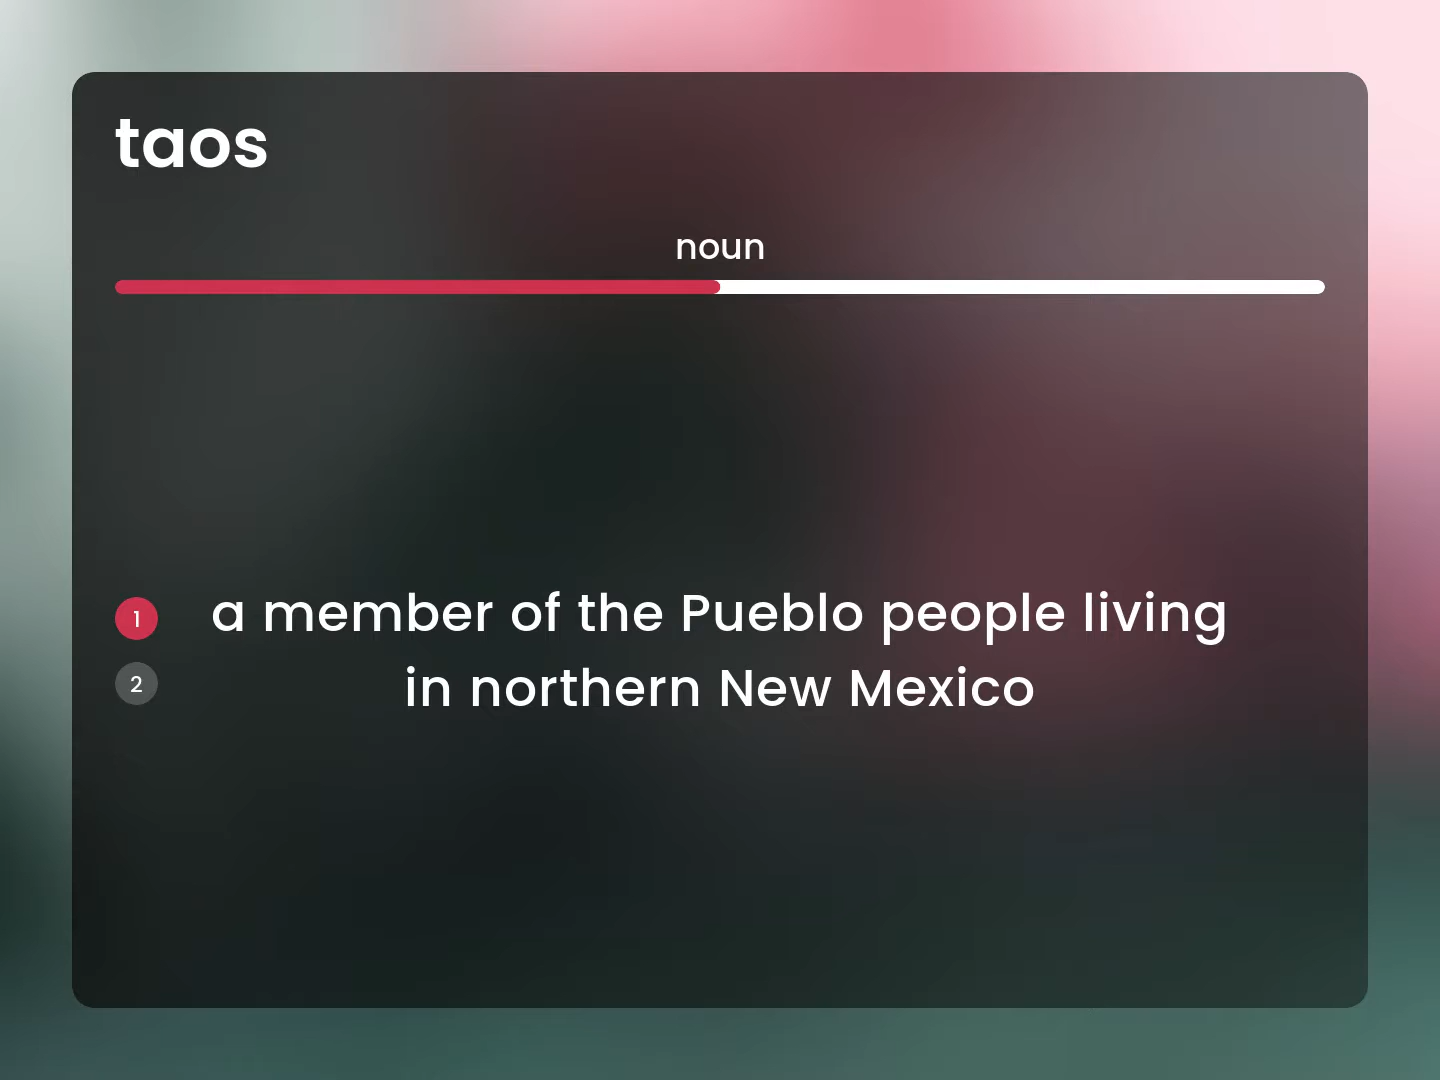 taos
noun
1
a member of the Pueblo people living
2
in northern New Mexico